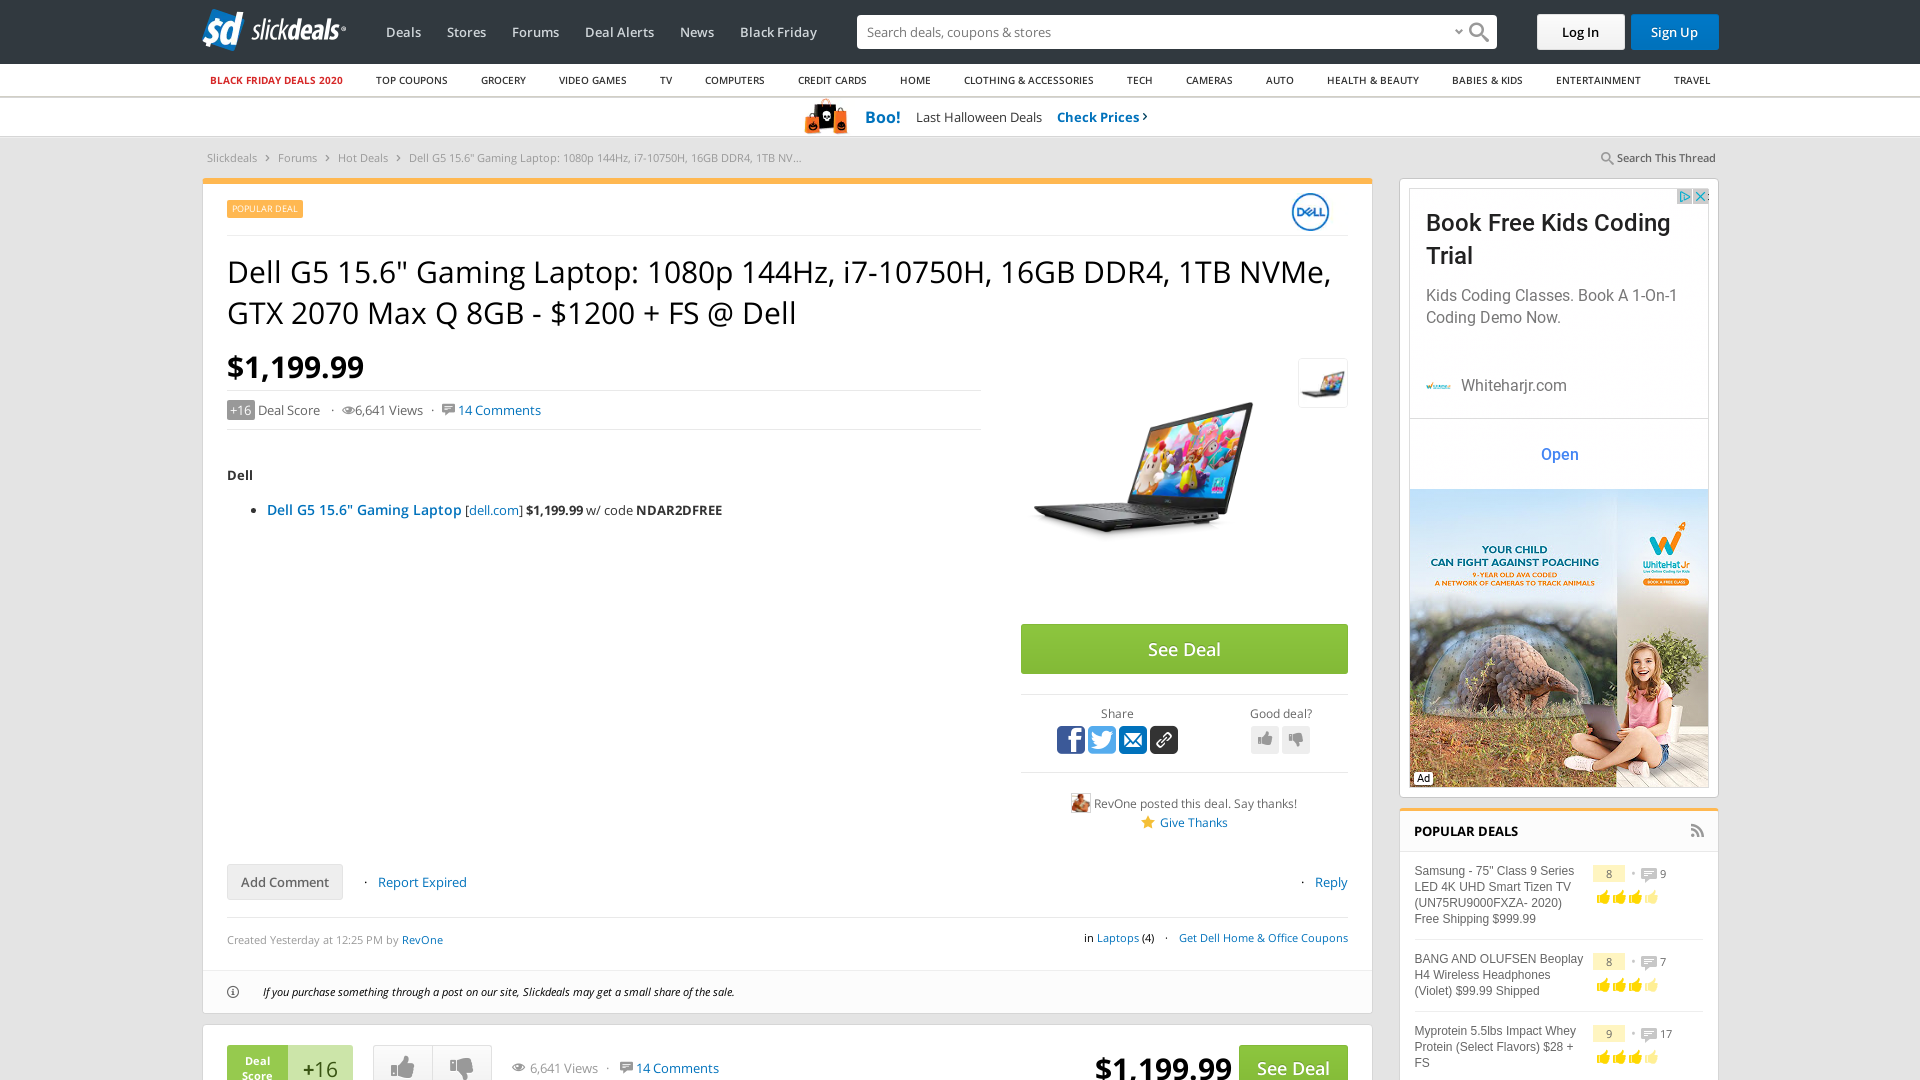 sd slickdeals
Deals Stores Forums Deal Alerts News Black Friday
Search deals, coupons & stores
Log In Sign Up
BLACK FRIDAY DEALS 2020 TOP COUPONS GROCERY VIDEO GAMES TV COMPUTERS CREDIT CARDS HOME CLOTHING & ACCESSORIES TECH CAMERAS AUTO HEALTH & BEAUTY BABIES & KIDS ENTERTAINMENT TRAVEL
Boo! Last Halloween Deals Check Prices
Slickdeals Forums Hot Deals Dell G5 15.6" Gaming Laptop: 1080p 144Hz, i7-10750H, 16GB DDR4, 1TB NV...
Search This Thread
POPULAR DEAL
DELL
Dell G5 15.6" Gaming Laptop: 1080p 144Hz, i7-10750H, 16GB DDR4, 1TB NVMe,
GTX 2070 Max Q 8GB - $1200 + FS @ Dell
$1,199.99
+16 Deal Score · 6,641 Views · 14 Comments
Dell
• Dell G5 15.6" Gaming Laptop [dell.com] $1,199.99 w/ code NDAR2DFREE
See Deal
Share
Good deal?
RevOne posted this deal. Say thanks!
Give Thanks
Add Comment · Report Expired
· Reply
Created Yesterday at 12:25 PM by RevOne
in Laptops (4) · Get Dell Home & Office Coupons
If you purchase something through a post on our site, Slickdeals may get a small share of the sale.
Deal
Score
+16
6,641 Views · 14 Comments
$1,199.99
See Deal
Book Free Kids Coding
Trial
Kids Coding Classes. Book A 1-On-1
Coding Demo Now.
Whiteharjr.com
Open
YOUR CHILD
CAN FIGHT AGAINST POACHING
9-YEAR OLD AVA CODED
A NETWORK OF CAMERAS TO TRACK ANIMALS
WhiteHat Jr
BOOK A FREE CLASS
Ad
POPULAR DEALS
Samsung - 75" Class 9 Series
LED 4K UHD Smart Tizen TV
(UN75RU9000FXZA- 2020)
Free Shipping $999.99
8 • 9
BANG AND OLUFSEN Beoplay
H4 Wireless Headphones
(Violet) $99.99 Shipped
8 • 7
Myprotein 5.5lbs Impact Whey
Protein (Select Flavors) $28 +
FS
9 • 17